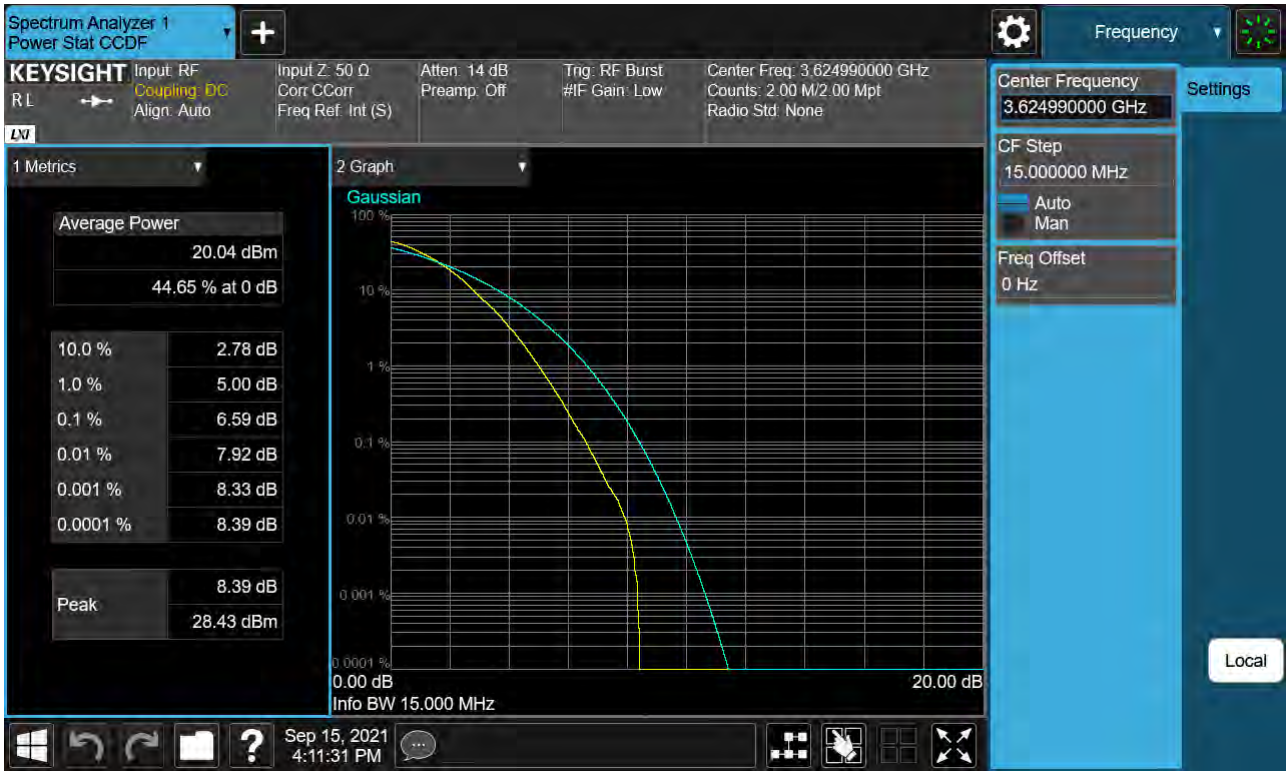 Spectrum Analyzer 1
Power Stat CCDF
Frequency
KEYSIGHT
RL
LXI
Input: RF
Coupling: DC
Align: Auto
Input Z: 50 Ω
Corr CCorr
Freq Ref: Int (S)
Atten: 14 dB
Preamp: Off
Trig: RF Burst
#IF Gain: Low
Center Freq: 3.624990000 GHz
Counts: 2.00 M/2.00 Mpt
Radio Std: None
Center Frequency
3.624990000 GHz
Settings
CF Step
15.000000 MHz
Auto
Man
Freq Offset
0 Hz
Local
1 Metrics
Average Power
20.04 dBm
44.65 % at 0 dB
10.0 % 2.78 dB
1.0 % 5.00 dB
0.1 % 6.59 dB
0.01 % 7.92 dB
0.001 % 8.33 dB
0.0001 % 8.39 dB
Peak
8.39 dB
28.43 dBm
2 Graph
Gaussian
100 %
10 %
1 %
0.1 %
0.01 %
0.001 %
0.0001 %
0.00 dB 20.00 dB
Info BW 15.000 MHz
?
Sep 15, 2021
4:11:31 PM